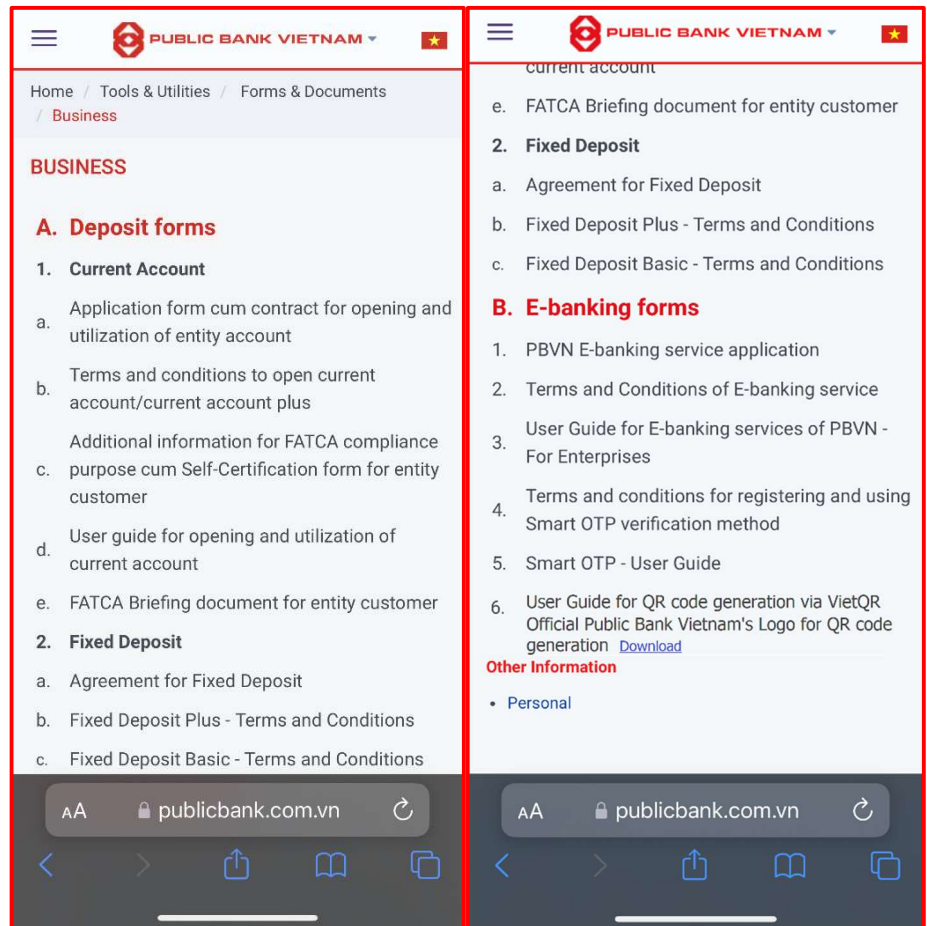 PUBLIC BANK VIETNAM
Home / Tools & Utilities / Forms & Documents
/ Business
BUSINESS
A. Deposit forms
1. Current Account
a. Application form cum contract for opening and
utilization of entity account
b. Terms and conditions to open current
account/current account plus
c. Additional information for FATCA compliance
purpose cum Self-Certification form for entity
customer
d. User guide for opening and utilization of
current account
e. FATCA Briefing document for entity customer
2. Fixed Deposit
a. Agreement for Fixed Deposit
b. Fixed Deposit Plus - Terms and Conditions
c. Fixed Deposit Basic - Terms and Conditions
AA publicbank.com.vn
PUBLIC BANK VIETNAM
current account
e. FATCA Briefing document for entity customer
2. Fixed Deposit
a. Agreement for Fixed Deposit
b. Fixed Deposit Plus - Terms and Conditions
c. Fixed Deposit Basic - Terms and Conditions
B. E-banking forms
1. PBVN E-banking service application
2. Terms and Conditions of E-banking service
3. User Guide for E-banking services of PBVN -
For Enterprises
4. Terms and conditions for registering and using
Smart OTP verification method
5. Smart OTP - User Guide
6. User Guide for QR code generation via VietQR
Official Public Bank Vietnam's Logo for QR code
generation Download
Other Information
• Personal
AA publicbank.com.vn